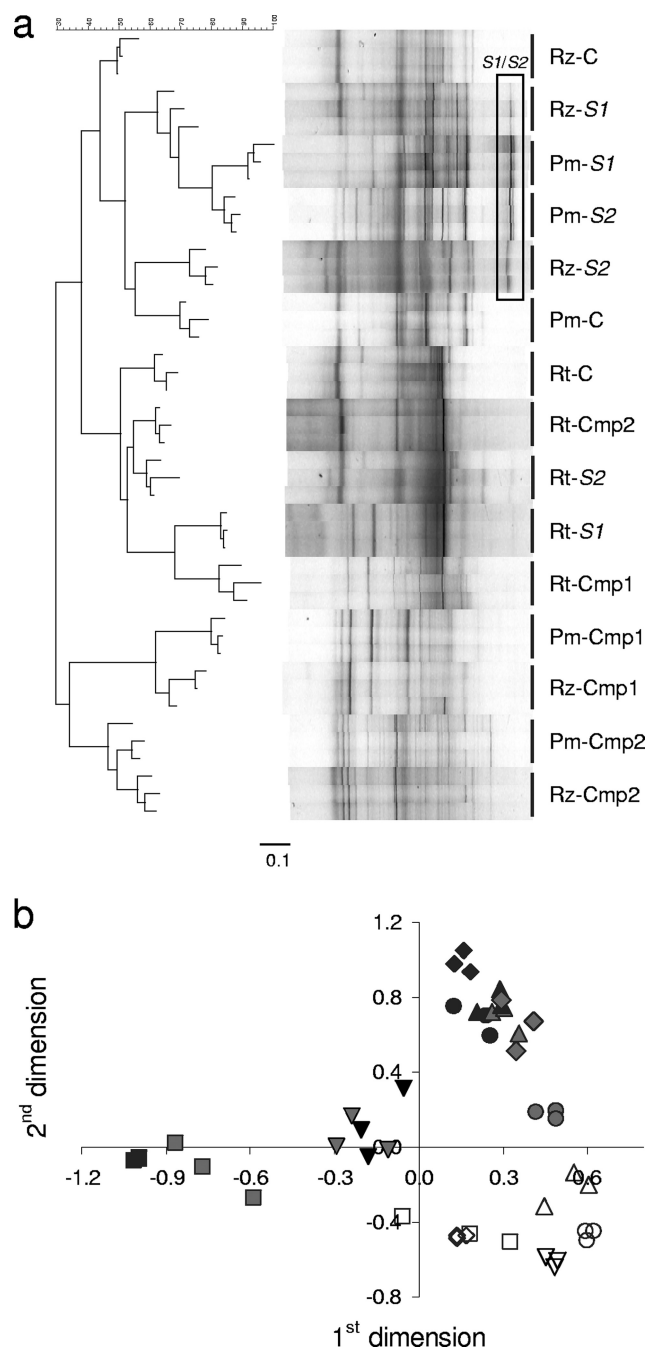 a
30 40 50 60 70 80 90 100
S1/S2
Rz-C
Rz-S1
Pm-S1
Pm-S2
Rz-S2
Pm-C
Rt-C
Rt-Cmp2
Rt-S2
Rt-S1
Rt-Cmp1
Pm-Cmp1
Rz-Cmp1
Pm-Cmp2
Rz-Cmp2
0.1
b
1.2
0.8
0.4
0.0
-1.2 -0.9 -0.6 -0.3 0.0 0.3 0.6
-0.4
-0.8
2nd dimension
1st dimension